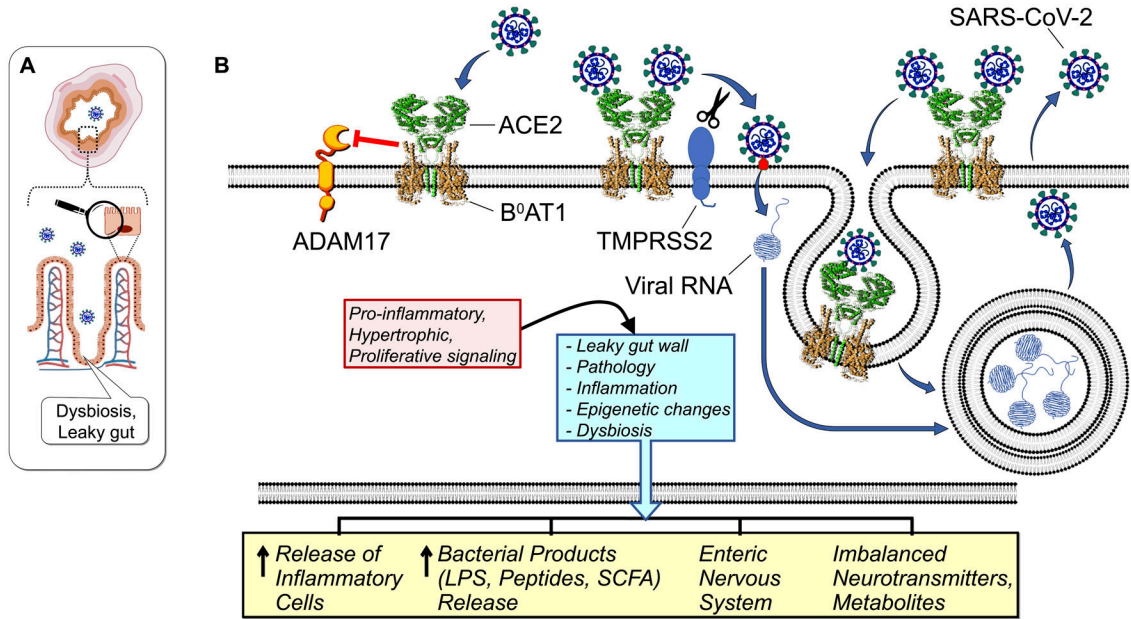 A
Dysbiosis,
Leaky gut
B
SARS-CoV-2
ACE2
B⁰AT1
ADAM17
TMPRSS2
Viral RNA
Pro-inflammatory,
Hypertrophic,
Proliferative signaling
- Leaky gut wall
- Pathology
- Inflammation
- Epigenetic changes
- Dysbiosis
Release of
Inflammatory
Cells
Bacterial Products
(LPS, Peptides, SCFA)
Release
Enteric
Nervous
System
Imbalanced
Neurotransmitters,
Metabolites